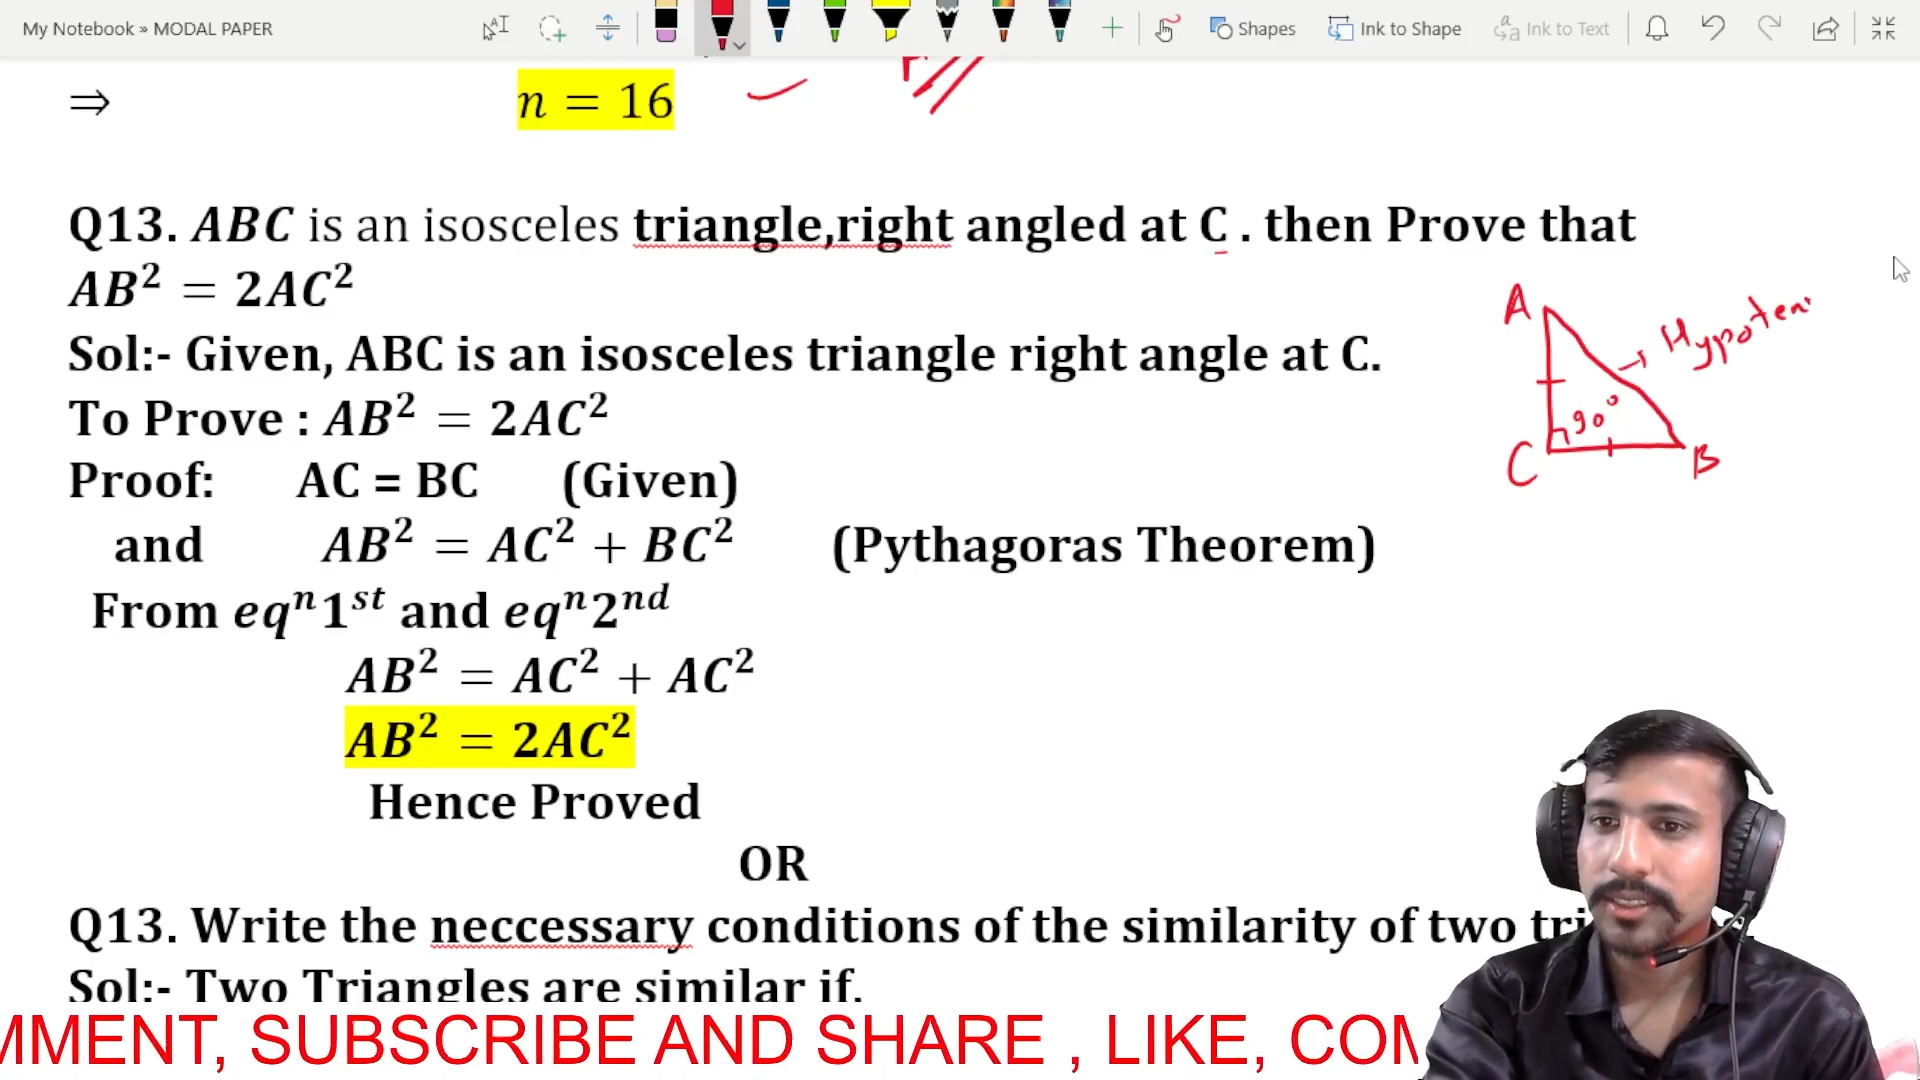 My Notebook » MODAL PAPER
Shapes
Ink to Shape
Ink to Text
⇒ n = 16
Q13. ABC is an isosceles triangle,right angled at C . then Prove that
AB² = 2AC²
Sol:- Given, ABC is an isosceles triangle right angle at C.
To Prove : AB² = 2AC²
Proof: AC = BC (Given)
and AB² = AC² + BC² (Pythagoras Theorem)
From eqⁿ1ˢᵗ and eqⁿ2ⁿᵈ
AB² = AC² + AC²
AB² = 2AC²
Hence Proved
OR
Q13. Write the neccessary conditions of the similarity of two tri
Sol:- Two Triangles are similar if.
A
Hypoten
90°
C
B
MMENT, SUBSCRIBE AND SHARE , LIKE, COM